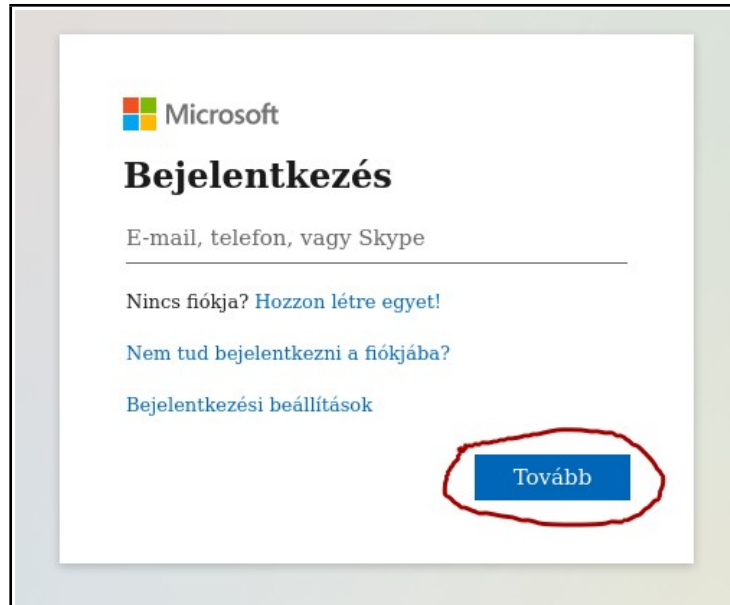 Microsoft
Bejelentkezés
E-mail, telefon, vagy Skype
Nincs fiókja? Hozzon létre egyet!
Nem tud bejelentkezni a fiókjába?
Bejelentkezési beállítások
Tovább